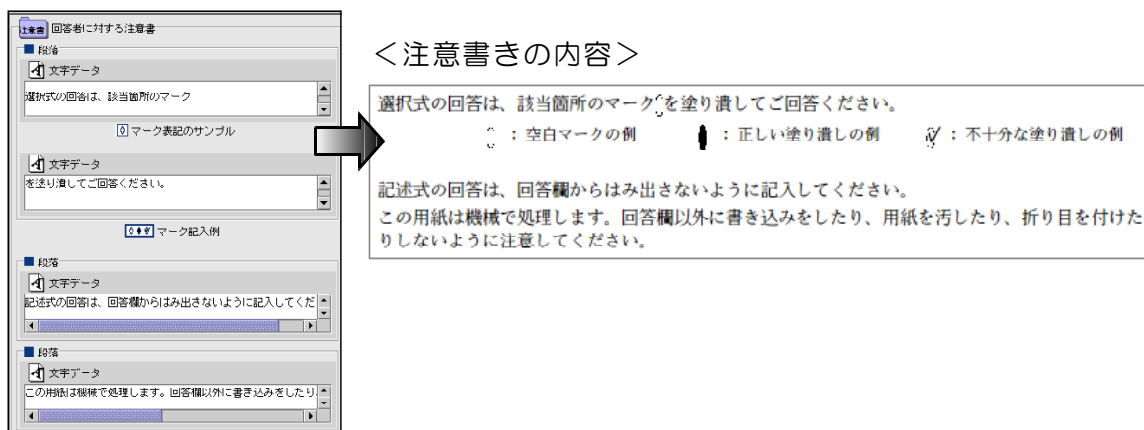 注意書 回答者に対する注意書
段落
文字データ
選択式の回答は、該当箇所のマーク
マーク表記のサンプル
文字データ
を塗り潰してご回答ください。
マーク記入例
段落
文字データ
記述式の回答は、回答欄からはみ出さないように記入してくだ
段落
文字データ
この用紙は機械で処理します。回答欄以外に書き込みをしたり
＜注意書きの内容＞
選択式の回答は、該当箇所のマークを塗り潰してご回答ください。
：空白マークの例 ：正しい塗り潰しの例 ：不十分な塗り潰しの例
記述式の回答は、回答欄からはみ出さないように記入してください。
この用紙は機械で処理します。回答欄以外に書き込みをしたり、用紙を汚したり、折り目を付けた
りしないように注意してください。